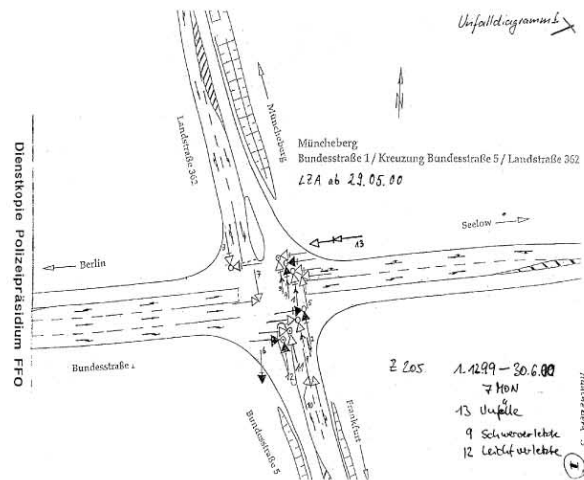 Unfalldiagramm 1
Müncheberg
N
Landstraße 362
Müncheberg
Bundesstraße 1 / Kreuzung Bundesstraße 5 / Landstraße 362
LZA ab 29.05.00
Seelow
13
Berlin
Dienstkopie Polizeipräsidium FFO
Bundesstraße 1
Bundesstraße 5
Frankfurt
Z 205
1.1299 – 30.6.00
7 MON
13 Unfälle
9 Schwerverletzte
12 Leichtverletzte